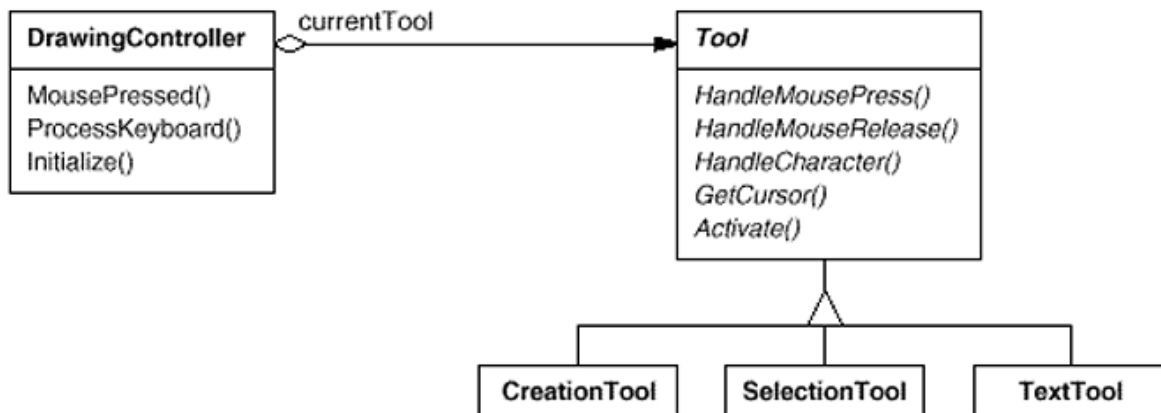 DrawingController
MousePressed()
ProcessKeyboard()
Initialize()
currentTool
Tool
HandleMousePress()
HandleMouseRelease()
HandleCharacter()
GetCursor()
Activate()
CreationTool
SelectionTool
TextTool